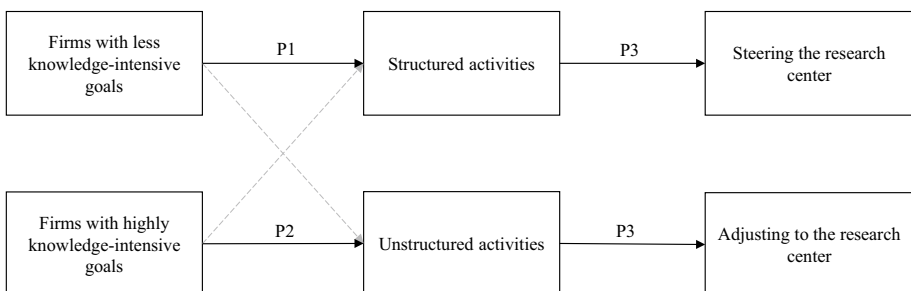 Firms with less
knowledge-intensive
goals
P1
Structured activities
P3
Steering the research
center
Firms with highly
knowledge-intensive
goals
P2
Unstructured activities
P3
Adjusting to the research
center